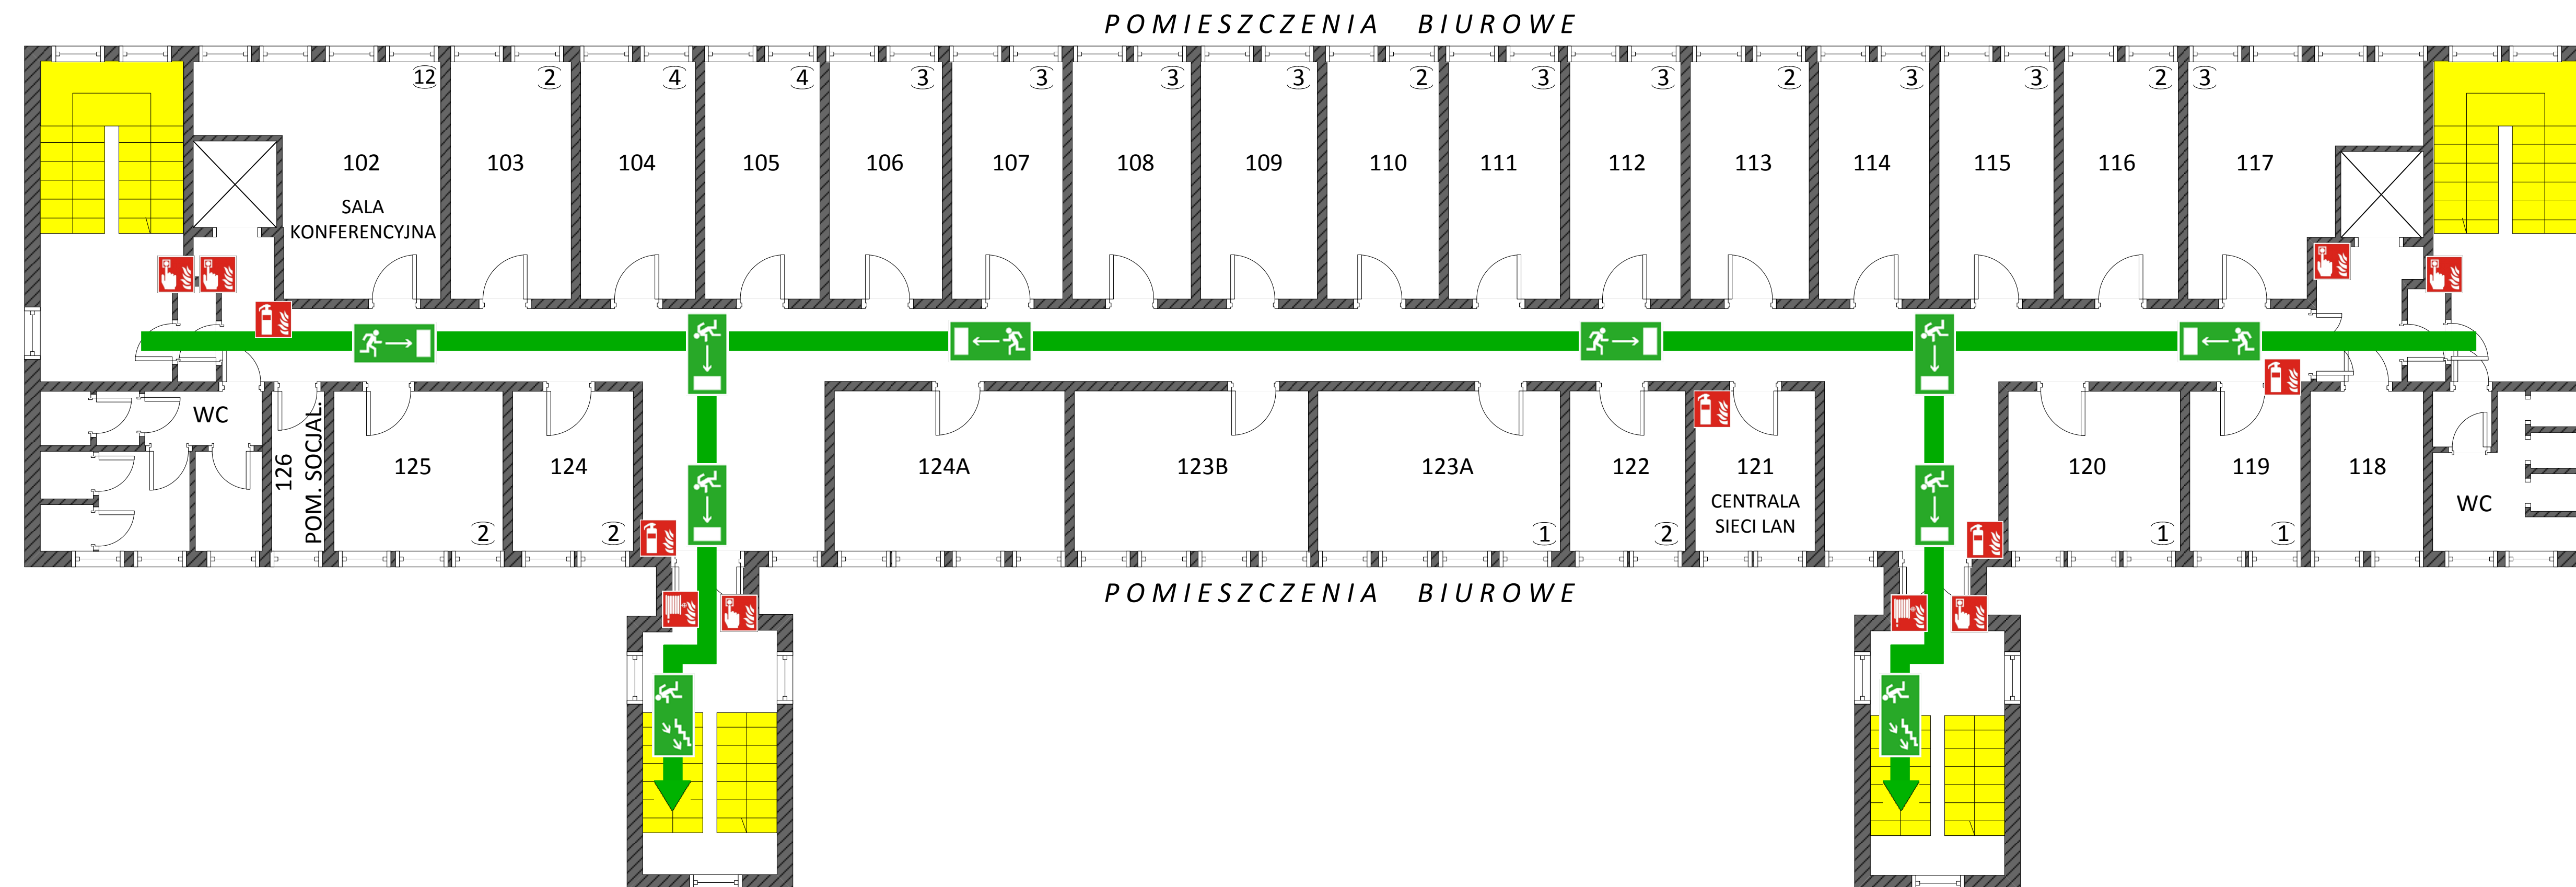 POMIESZCZENIA BIUROWE
12 2 4 4 3 3 3 3 2 3 3 2 3 3 2 3
102 103 104 105 106 107 108 109 110 111 112 113 114 115 116 117
SALA
KONFERENCYJNA
WC
126
POM. SOCJAL.
125 124 124A 123B 123A 122 121 120 119 118
CENTRALA
SIECI LAN
WC
2 2 1 2 1 1
POMIESZCZENIA BIUROWE